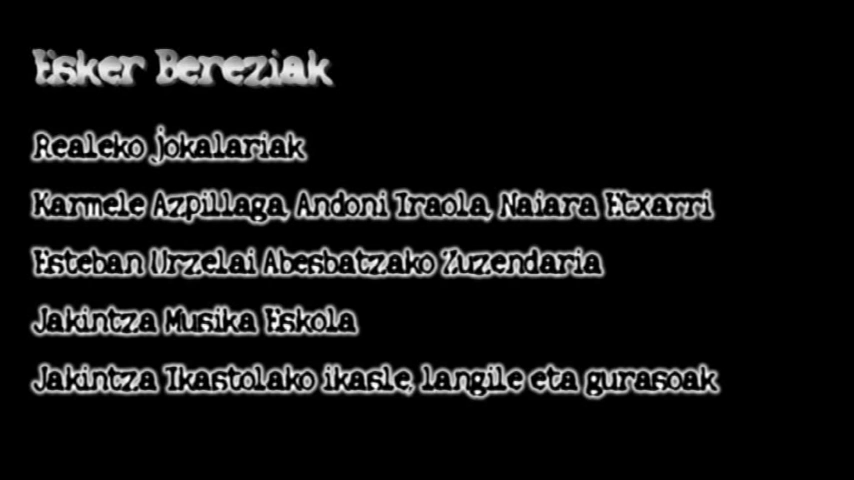 Esker Bereziak
Realeko jokalariak
Karmele Azpillaga, Andoni Iraola, Naiara Etxarri
Esteban Urzelai Abesbatzako Zuzendaria
Jakintza Musika Eskola
Jakintza Ikastolako ikasle, langile eta gurasoak